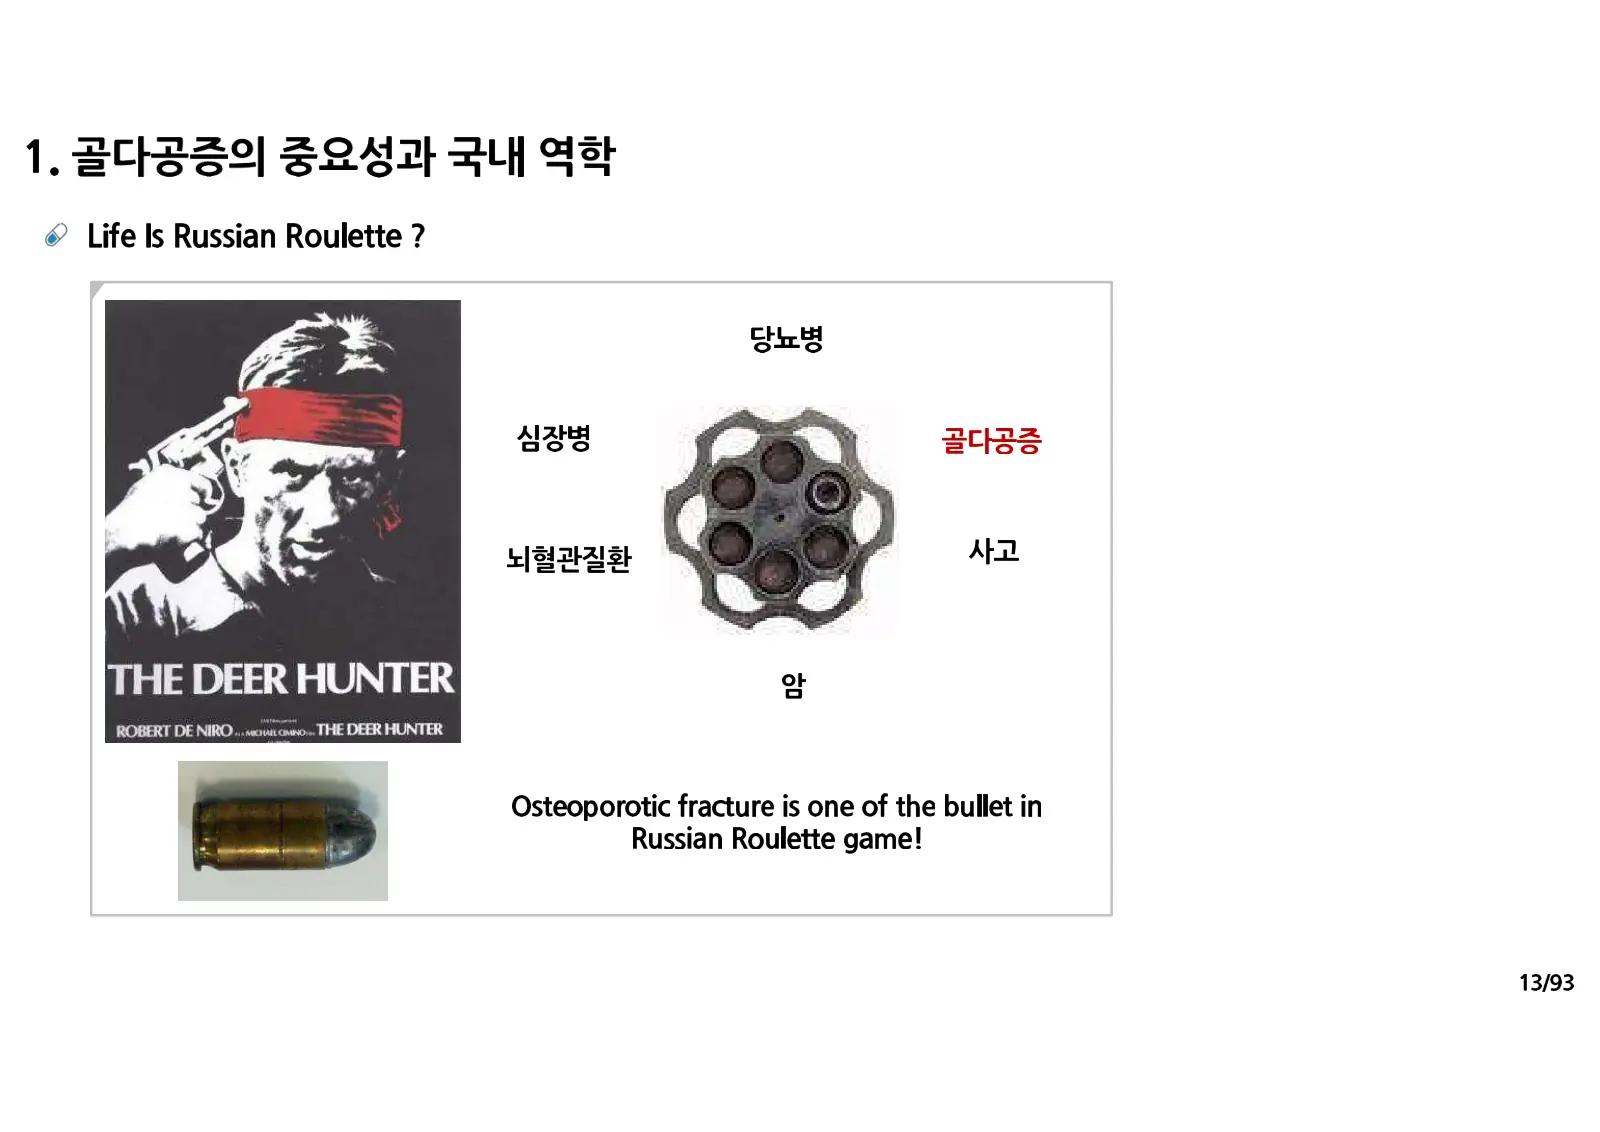 1. 골다공증의 중요성과 국내 역학
Life Is Russian Roulette ?
당뇨병
심장병
골다공증
뇌혈관질환
사고
암
THE DEER HUNTER
ROBERT DE NIRO
MICHAEL CIMINO
THE DEER HUNTER
Osteoporotic fracture is one of the bullet in
Russian Roulette game!
13/93